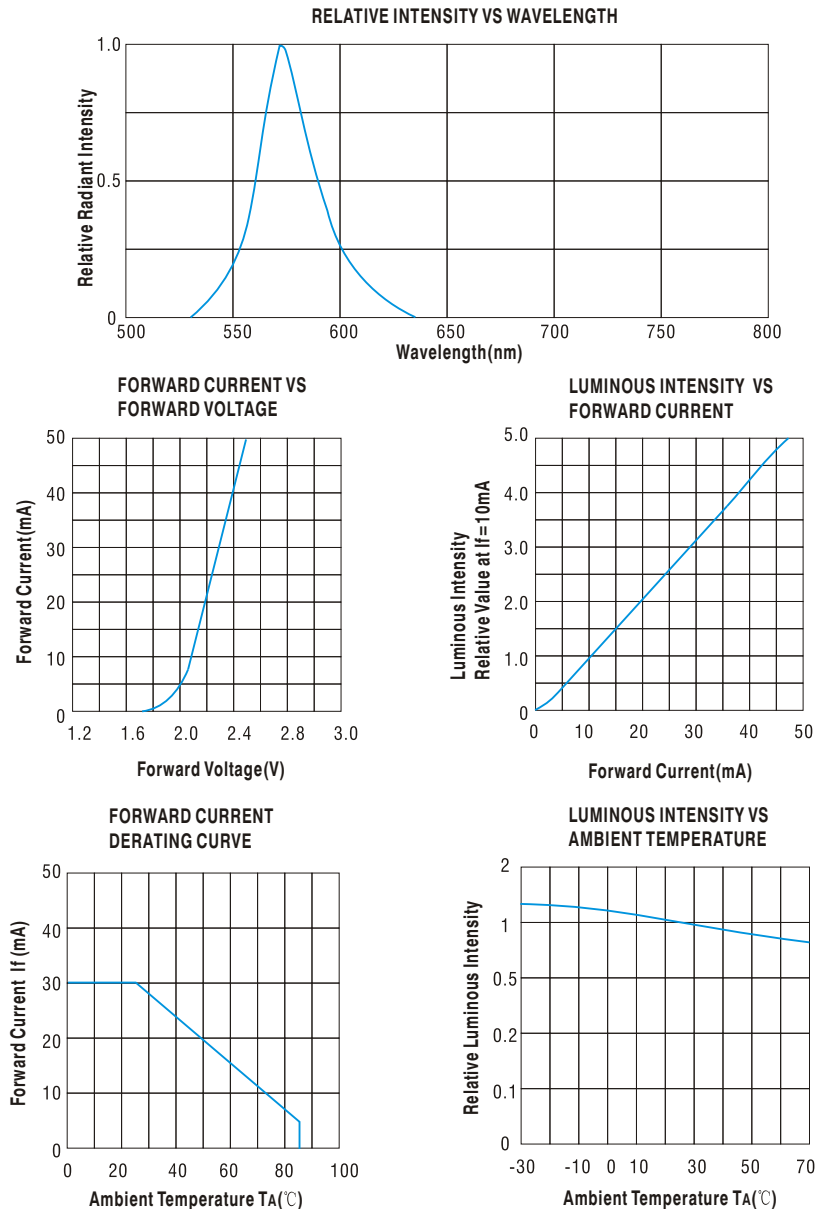 RELATIVE INTENSITY VS WAVELENGTH
Relative Radiant Intensity
1.0
0.5
0
500 550 600 650 700 750 800
Wavelength(nm)
FORWARD CURRENT VS
FORWARD VOLTAGE
Forward Current(mA)
50
40
30
20
10
0
1.2 1.6 2.0 2.4 2.8 3.0
Forward Voltage(V)
LUMINOUS INTENSITY VS
FORWARD CURRENT
Luminous Intensity
Relative Value at If=10mA
5.0
4.0
3.0
2.0
1.0
0
0 10 20 30 40 50
Forward Current(mA)
FORWARD CURRENT
DERATING CURVE
Forward Current If (mA)
50
40
30
20
10
0
0 20 40 60 80 100
Ambient Temperature TA(℃)
LUMINOUS INTENSITY VS
AMBIENT TEMPERATURE
Relative Luminous Intensity
2
1
0.5
0.2
0.1
0
-30 -10 0 10 30 50 70
Ambient Temperature TA(℃)